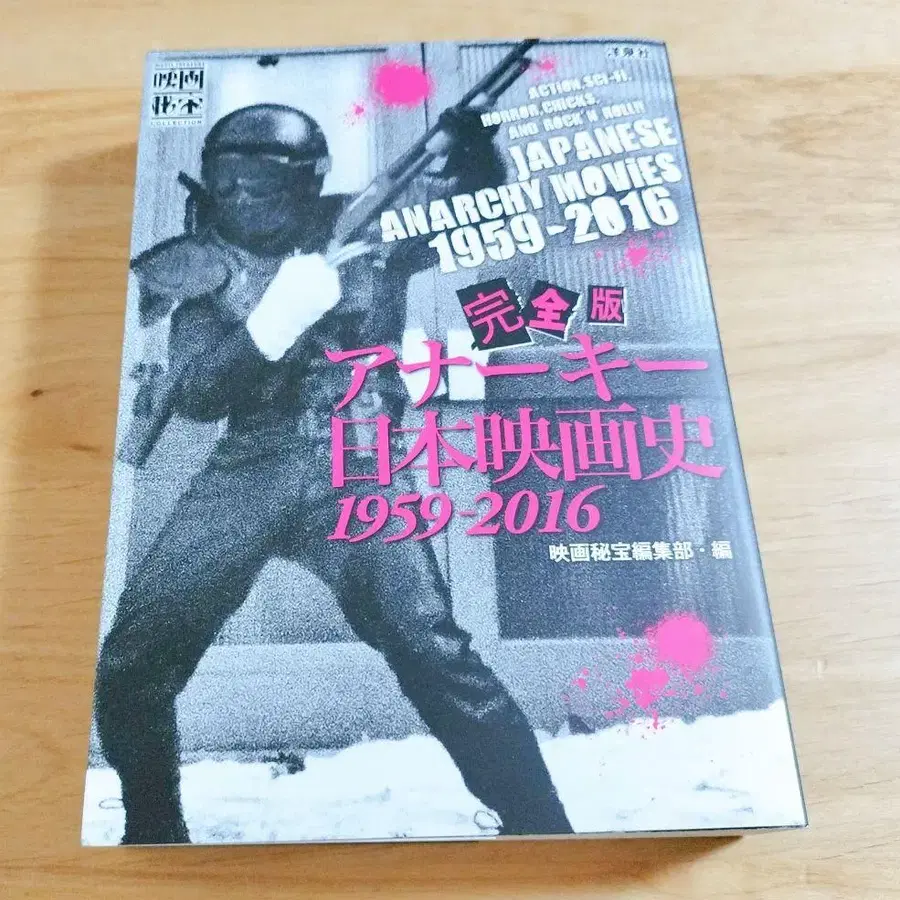 映画
秘宝
COLLECTION
洋泉社
ACTION, SCI-FI,
HORROR, CHICKS,
AND ROCK'N ROLL!!
JAPANESE
ANARCHY MOVIES
1959-2016
完全版
アナーキー
日本映画史
1959-2016
映画秘宝編集部・編